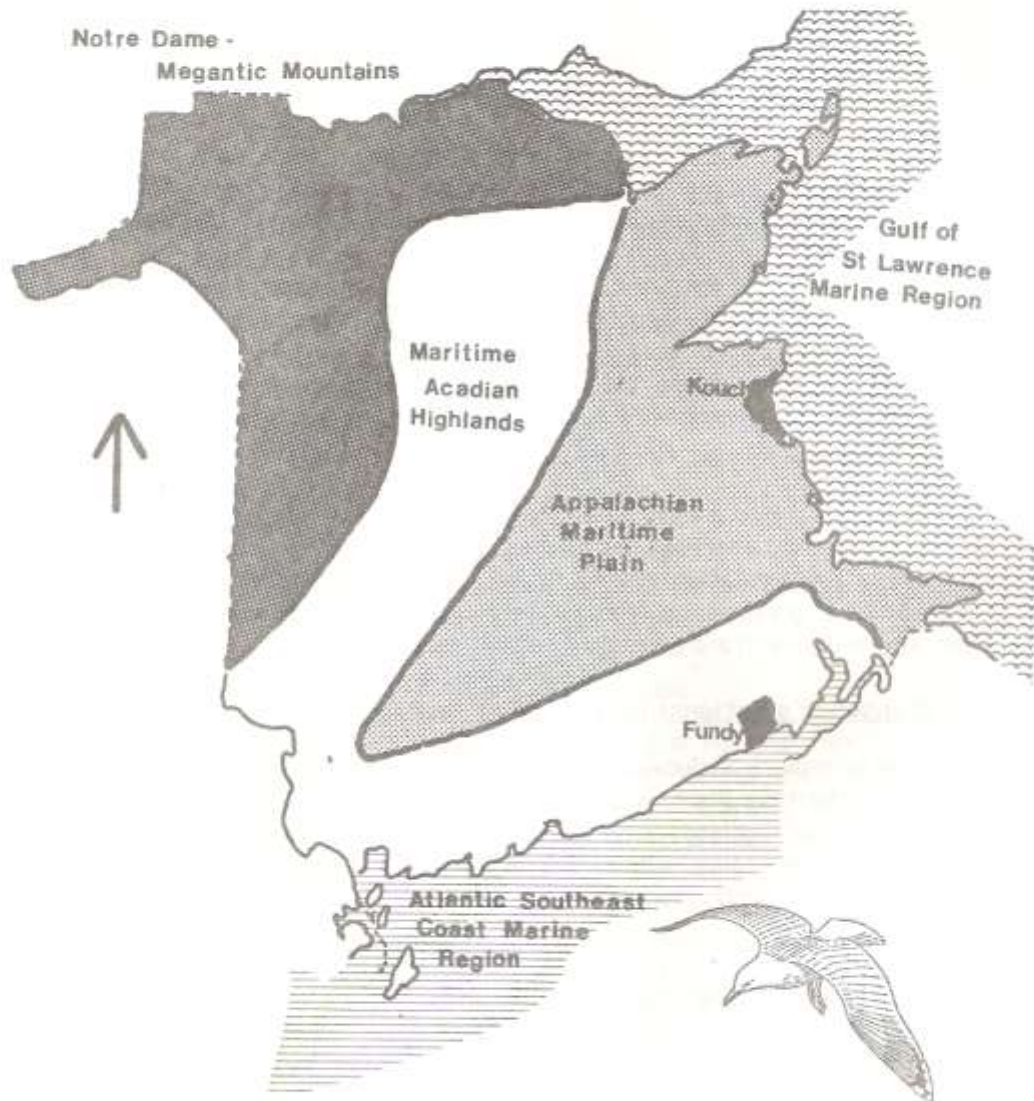 Notre Dame -
Megantic Mountains
Gulf of
St Lawrence
Marine Region
Maritime
Acadian
Highlands
Appalachian
Maritime
Plain
Fundy
Atlantic Southeast
Coast Marine
Region